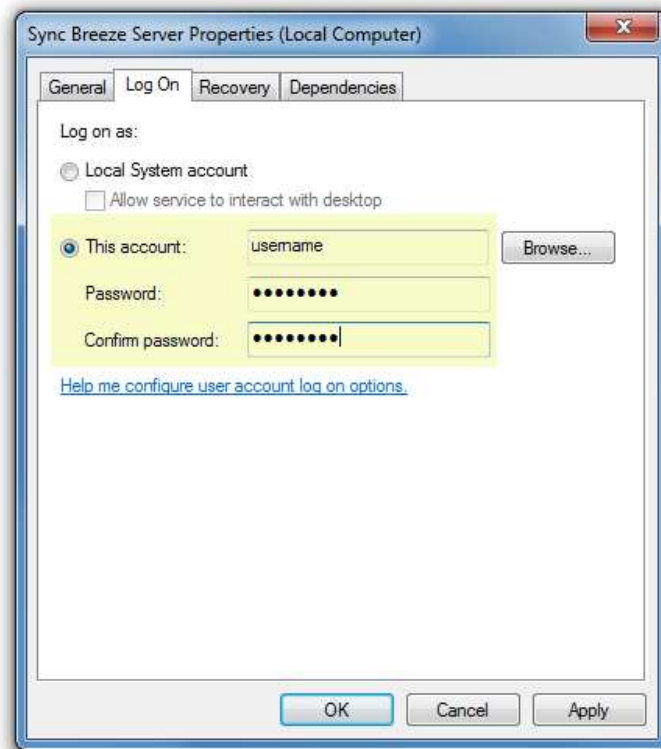 Sync Breeze Server Properties (Local Computer)
General Log On Recovery Dependencies
Log on as:
Local System account
Allow service to interact with desktop
This account: username Browse...
Password: ●●●●●●●●
Confirm password: ●●●●●●●●
Help me configure user account log on options.
OK Cancel Apply